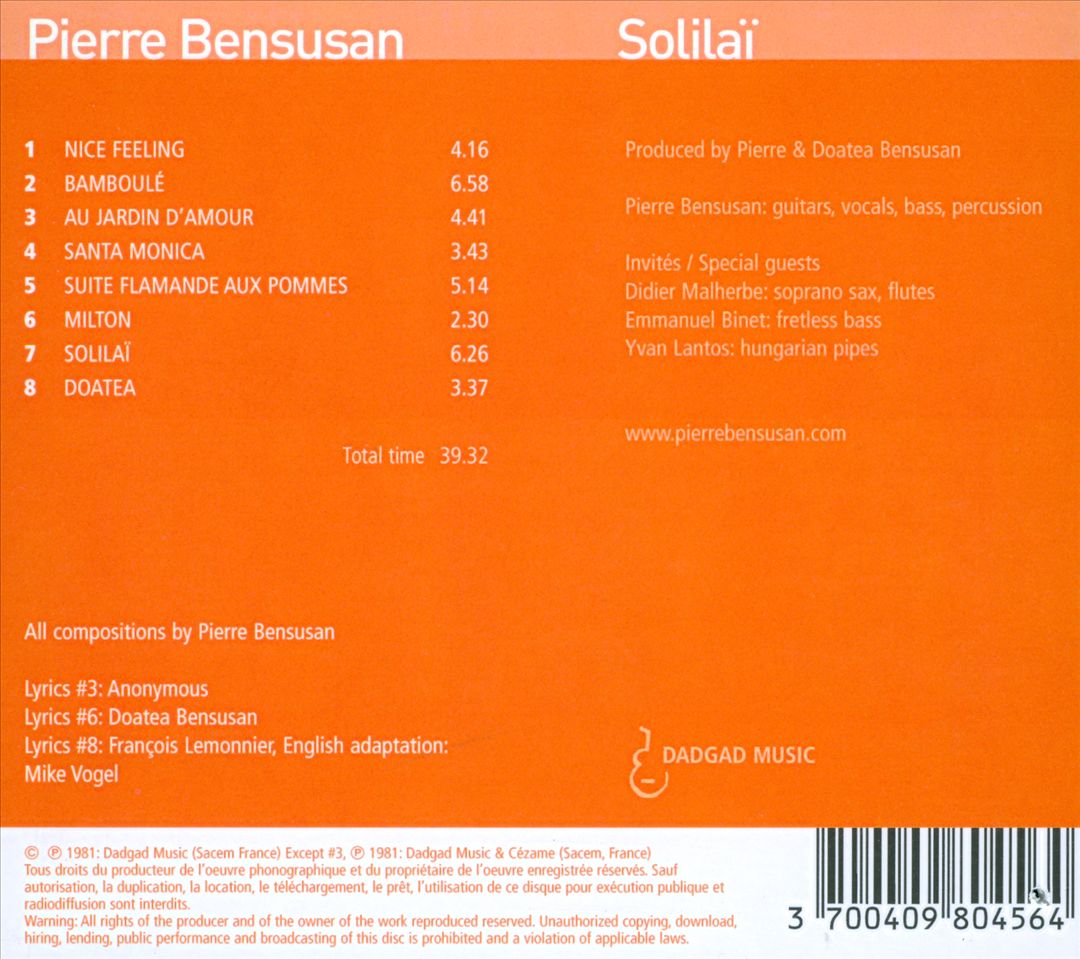 Pierre Bensusan
Solilaï
1 NICE FEELING 4.16
2 BAMBOULÉ 6.58
3 AU JARDIN D'AMOUR 4.41
4 SANTA MONICA 3.43
5 SUITE FLAMANDE AUX POMMES 5.14
6 MILTON 2.30
7 SOLILAÏ 6.26
8 DOATEA 3.37
Total time 39.32
All compositions by Pierre Bensusan
Lyrics #3: Anonymous
Lyrics #6: Doatea Bensusan
Lyrics #8: François Lemonnier, English adaptation:
Mike Vogel
Produced by Pierre & Doatea Bensusan
Pierre Bensusan: guitars, vocals, bass, percussion
Invités / Special guests
Didier Malherbe: soprano sax, flutes
Emmanuel Binet: fretless bass
Yvan Lantos: hungarian pipes
www.pierrebensusan.com
DADGAD MUSIC
© ℗ 1981: Dadgad Music (Sacem France) Except #3, ℗ 1981: Dadgad Music & Cézame (Sacem, France)
Tous droits du producteur de l'oeuvre phonographique et du propriétaire de l'oeuvre enregistrée réservés. Sauf
autorisation, la duplication, la location, le téléchargement, le prêt, l'utilisation de ce disque pour exécution publique et
radiodiffusion sont interdits.
Warning: All rights of the producer and of the owner of the work reproduced reserved. Unauthorized copying, download,
hiring, lending, public performance and broadcasting of this disc is prohibited and a violation of applicable laws.
3 700409 804564